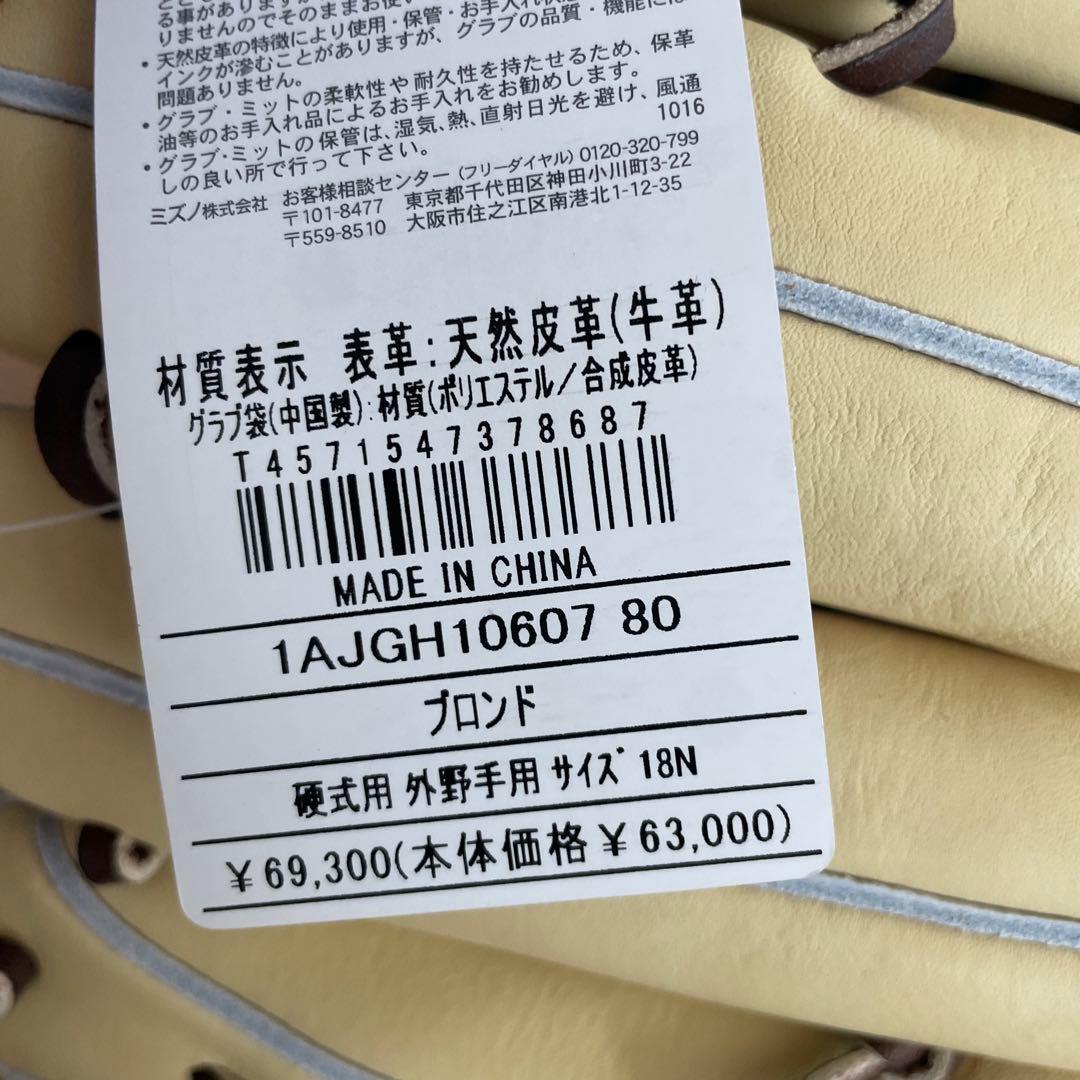 る事があります
りませんのでそのままお使い
・天然皮革の特徴により使用・保管・お手入れ状態
インクが滲むことがありますが、グラブの品質・機能には
問題ありません。
・グラブ・ミットの柔軟性や耐久性を持たせるため、保革
油等のお手入れ品によるお手入れをお勧めします。
・グラブ・ミットの保管は、湿気、熱、直射日光を避け、風通
しの良い所で行って下さい。 1016
ミズノ株式会社 お客様相談センター (フリーダイヤル) 0120-320-799
〒101-8477 東京都千代田区神田小川町3-22
〒559-8510 大阪市住之江区南港北1-12-35
材質表示 表革:天然皮革(牛革)
グラブ袋(中国製):材質(ポリエステル/合成皮革)
T4571547378687
MADE IN CHINA
1AJGH10607 80
ブロンド
硬式用 外野手用 サイズ 18N
¥69,300(本体価格¥63,000)